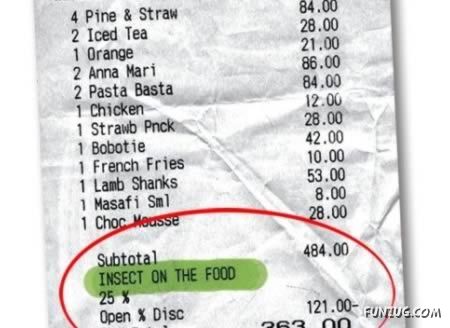 4 Pine & Straw 84.00
2 Iced Tea 28.00
1 Orange 21.00
2 Anna Mari 86.00
2 Pasta Basta 84.00
1 Chicken 12.00
1 Strawb Pnck 28.00
1 Bobotie 42.00
1 French Fries 10.00
1 Lamb Shanks 53.00
1 Masafi Sml 8.00
1 Choc Mousse 28.00
Subtotal 484.00
INSECT ON THE FOOD
25 %
Open % Disc 121.00-
363.00
FUNZUG.COM